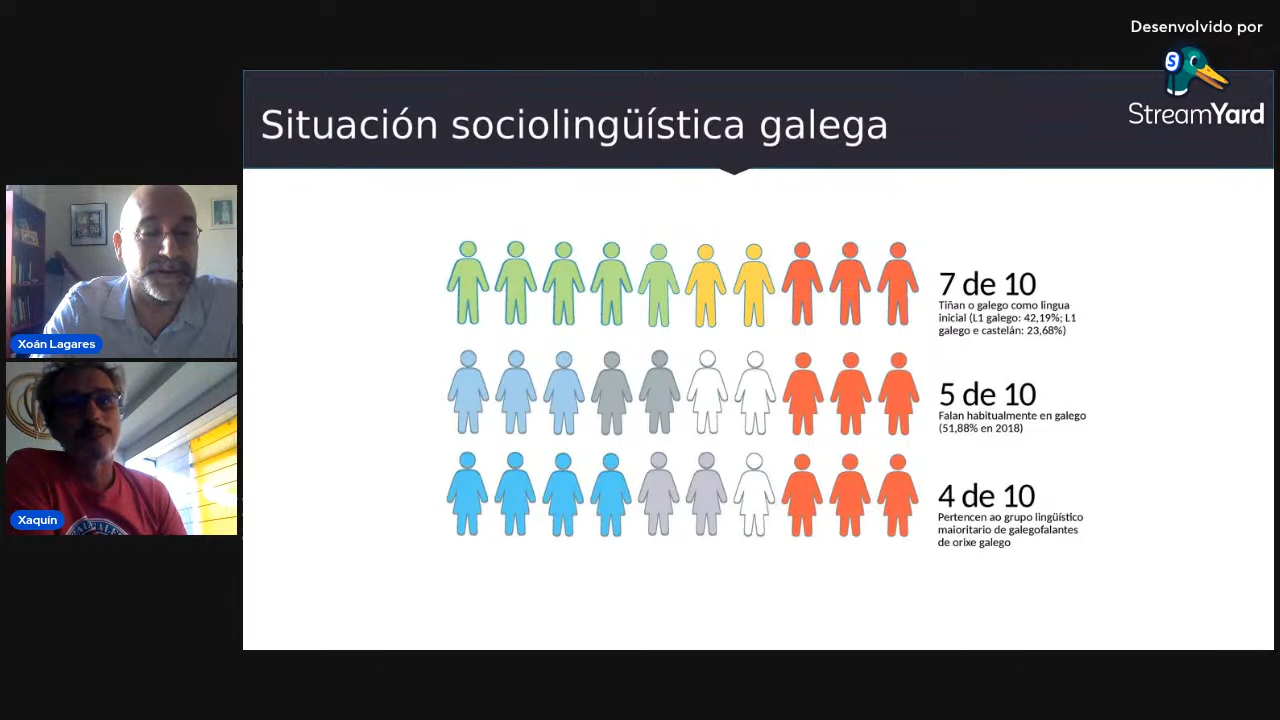 Desenvolvido por
S
StreamYard
Situación sociolingüística galega
7 de 10
Tiñan o galego como lingua
inicial (L1 galego: 42,19%; L1
galego e castelán: 23,68%)
5 de 10
Falan habitualmente en galego
(51,88% en 2018)
4 de 10
Pertencen ao grupo lingüístico
maioritario de galegofalantes
de orixe galego
Xoán Lagares
Xaquín